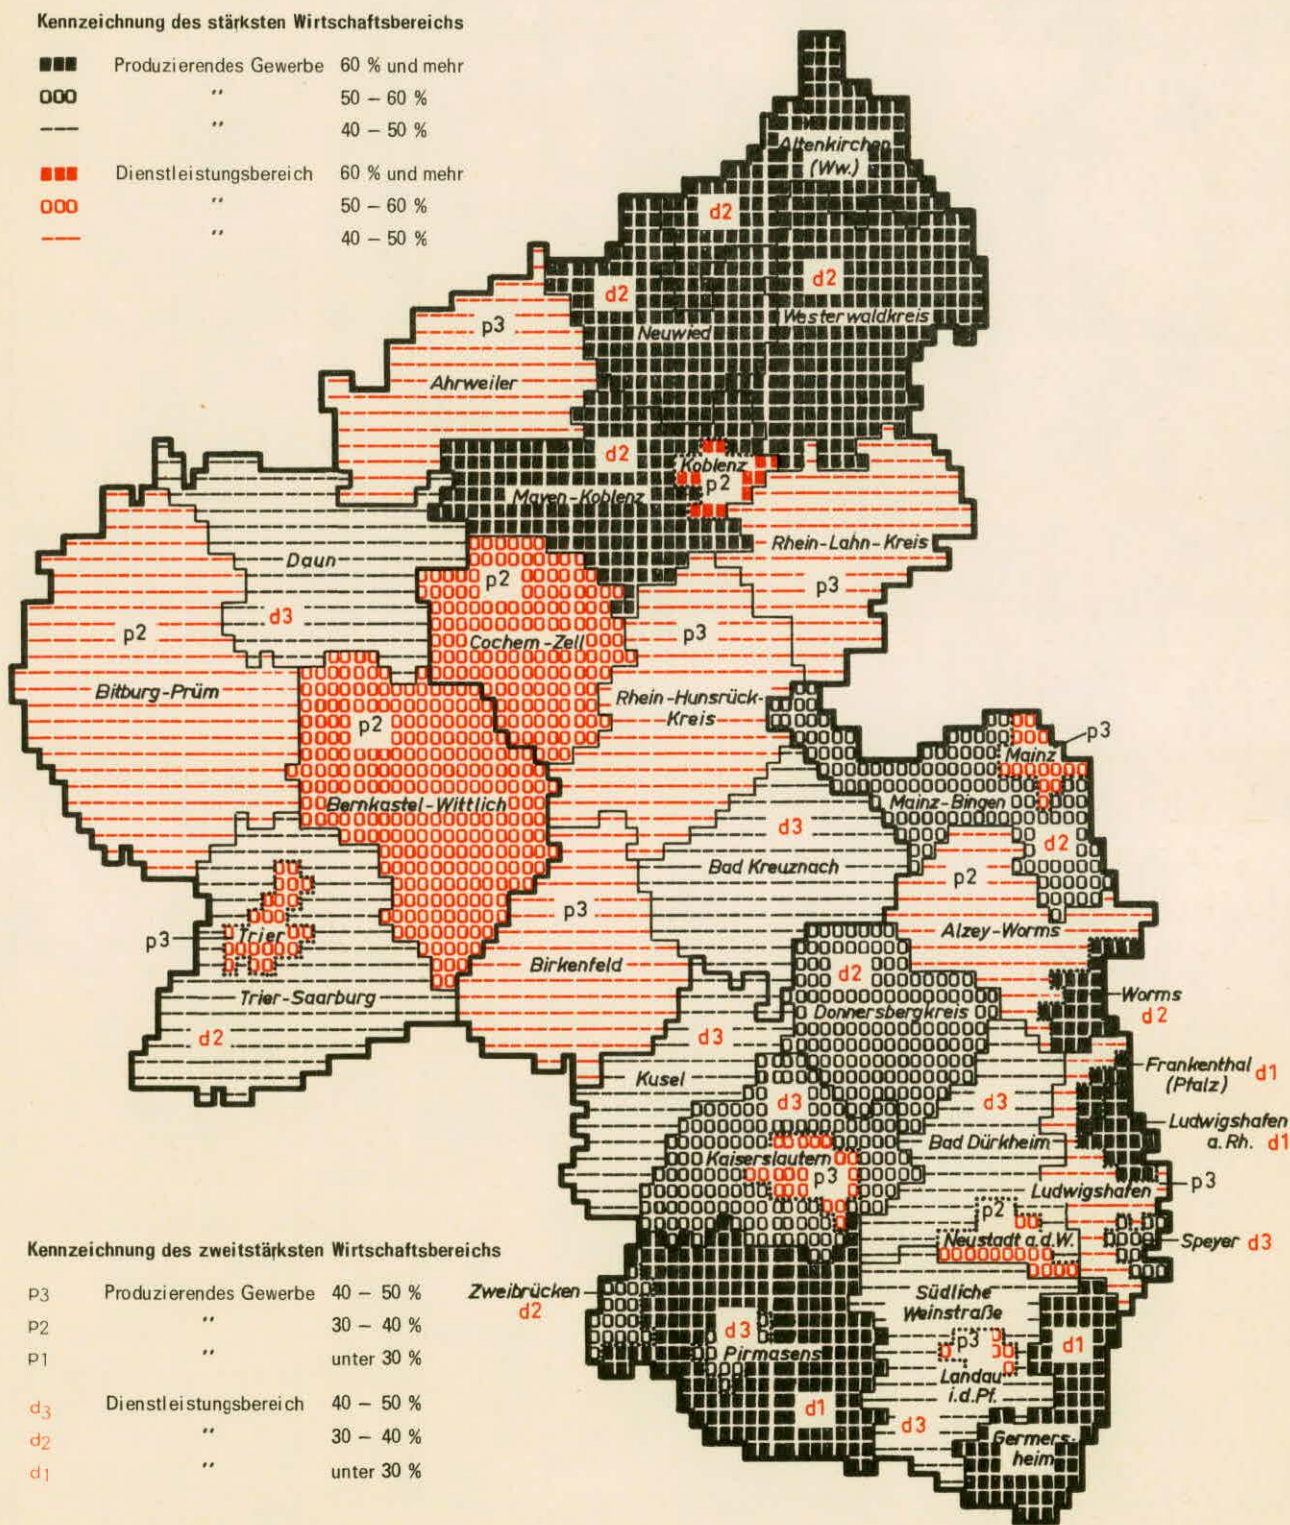 Kennzeichnung des stärksten Wirtschaftsbereichs
Produzierendes Gewerbe 60 % und mehr
" 50 – 60 %
" 40 – 50 %
Dienstleistungsbereich 60 % und mehr
" 50 – 60 %
" 40 – 50 %
Altenkirchen
(Ww.)
d2
d2
d2
Westerwaldkreis
Neuwied
p3
Ahrweiler
d2
Koblenz
p2
Mayen-Koblenz
Rhein-Lahn-Kreis
p3
Daun
d3
p2
Cochem-Zell
p3
p2
Bitburg-Prüm
Rhein-Hunsrück-
Kreis
p2
Bernkastel-Wittlich
p3
Mainz
Mainz-Bingen
d2
d3
Bad Kreuznach
p2
Alzey-Worms
p3
Birkenfeld
p3
Trier
Trier-Saarburg
d2
d2
Donnersbergkreis
Worms
d2
d3
Kusel
Frankenthal
(Pfalz) d1
d3
d3
Ludwigshafen
a. Rh. d1
Bad Dürkheim
Kaiserslautern
p3
Ludwigshafen
p3
p2
Neustadt a.d.W.
Speyer d3
Zweibrücken
d2
Südliche
Weinstraße
d3
Pirmasens
p3
d1
Landau
i.d.Pf.
d1
d3
Germers-
heim
Kennzeichnung des zweitstärksten Wirtschaftsbereichs
p3 Produzierendes Gewerbe 40 – 50 %
p2 " 30 – 40 %
p1 " unter 30 %
d3 Dienstleistungsbereich 40 – 50 %
d2 " 30 – 40 %
d1 " unter 30 %